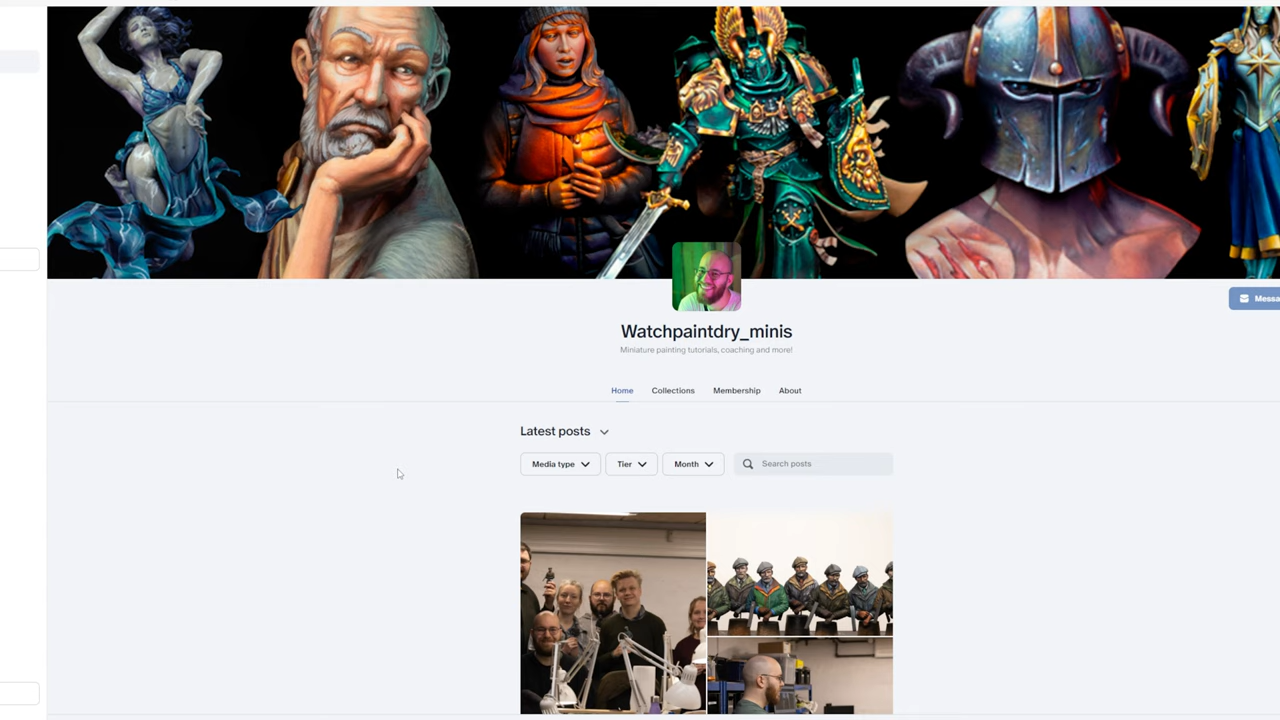 Messa
Watchpaintdry_minis
Miniature painting tutorials, coaching and more!
Home Collections Membership About
Latest posts
Media type Tier Month Search posts